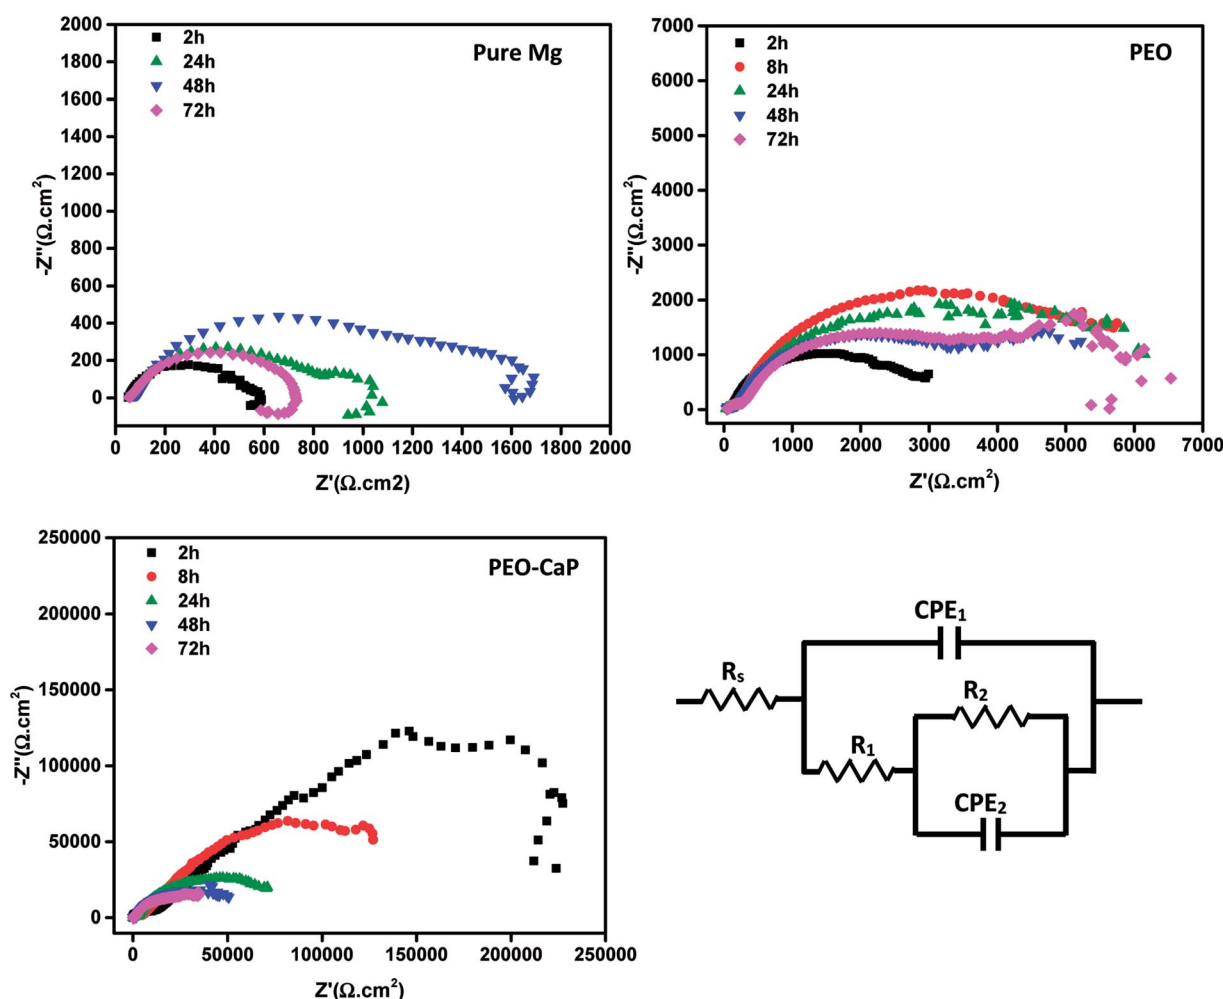 2h
24h
48h
72h
Pure Mg
2000
1800
1600
1400
1200
1000
800
600
400
200
0
-Z"(Ω.cm²)
0 200 400 600 800 1000 1200 1400 1600 1800 2000
Z'(Ω.cm2)
2h
8h
24h
48h
72h
PEO
7000
6000
5000
4000
3000
2000
1000
0
-Z"(Ω.cm²)
0 1000 2000 3000 4000 5000 6000 7000
Z'(Ω.cm²)
2h
8h
24h
48h
72h
PEO-CaP
250000
200000
150000
100000
50000
0
-Z"(Ω.cm²)
0 50000 100000 150000 200000 250000
Z'(Ω.cm²)
CPE₁
Rₛ
R₂
R₁
CPE₂